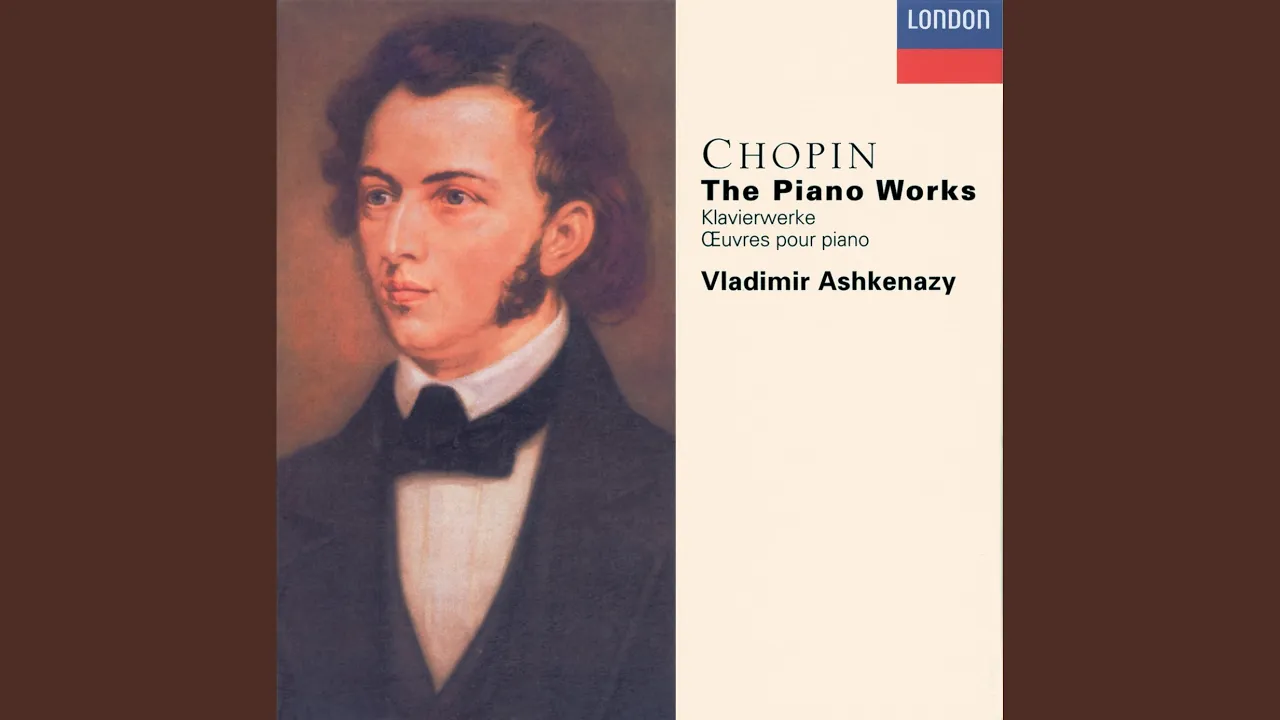 LONDON
CHOPIN
The Piano Works
Klavierwerke
Œuvres pour piano
Vladimir Ashkenazy